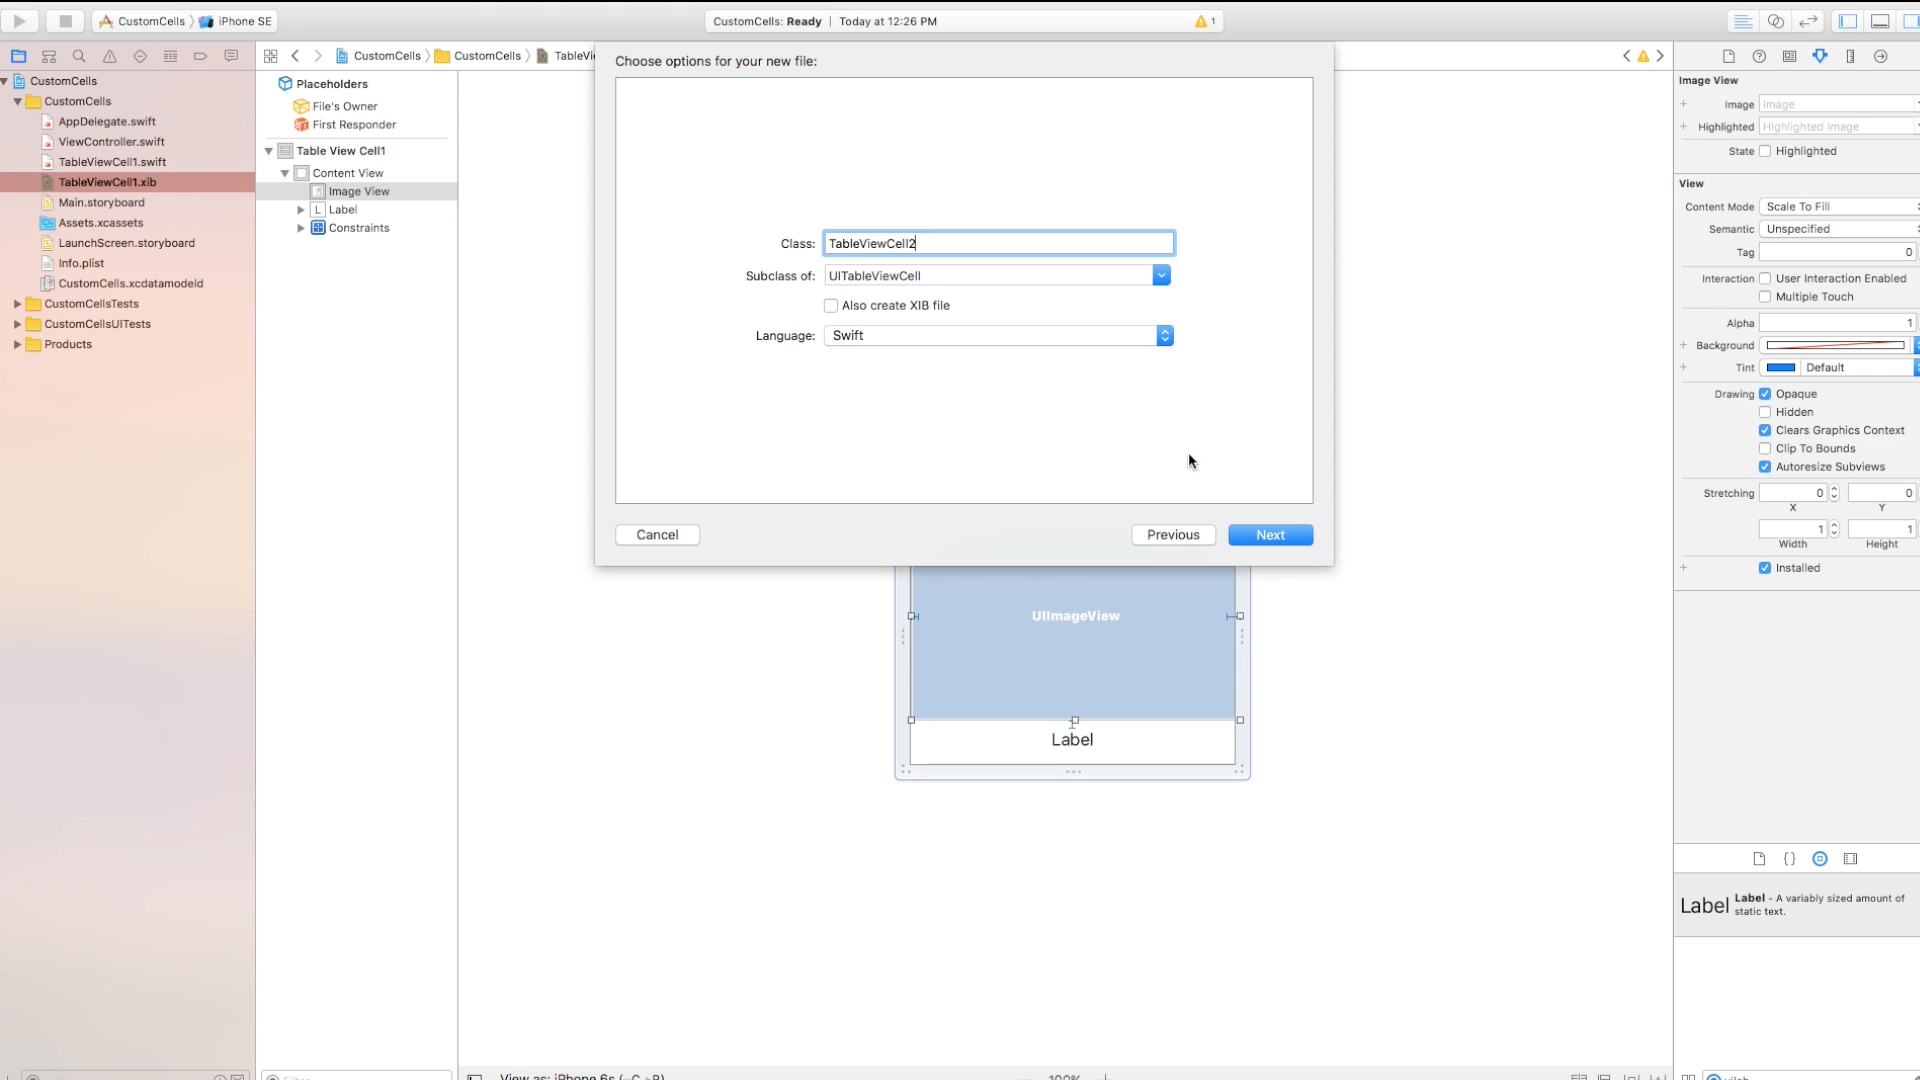 CustomCells
iPhone SE
CustomCells: Ready | Today at 12:26 PM
1
CustomCells
CustomCells
TableVi
Choose options for your new file:
CustomCells
CustomCells
AppDelegate.swift
ViewController.swift
TableViewCell1.swift
TableViewCell1.xib
Main.storyboard
Assets.xcassets
LaunchScreen.storyboard
Info.plist
CustomCells.xcdatamodeld
CustomCellsTests
CustomCellsUITests
Products
Placeholders
File's Owner
First Responder
Table View Cell1
Content View
Image View
L Label
Constraints
Class: TableViewCell2
Subclass of: UITableViewCell
Also create XIB file
Language: Swift
Cancel
Previous
Next
UIImageView
Label
Image View
Image Image
Highlighted Highlighted Image
State Highlighted
View
Content Mode Scale To Fill
Semantic Unspecified
Tag 0
Interaction User Interaction Enabled
Multiple Touch
Alpha 1
Background
Tint Default
Drawing Opaque
Hidden
Clears Graphics Context
Clip To Bounds
Autoresize Subviews
Stretching 0 0
X Y
1 1
Width Height
Installed
Label Label - A variably sized amount of
static text.
View as: iPhone 6s
100%